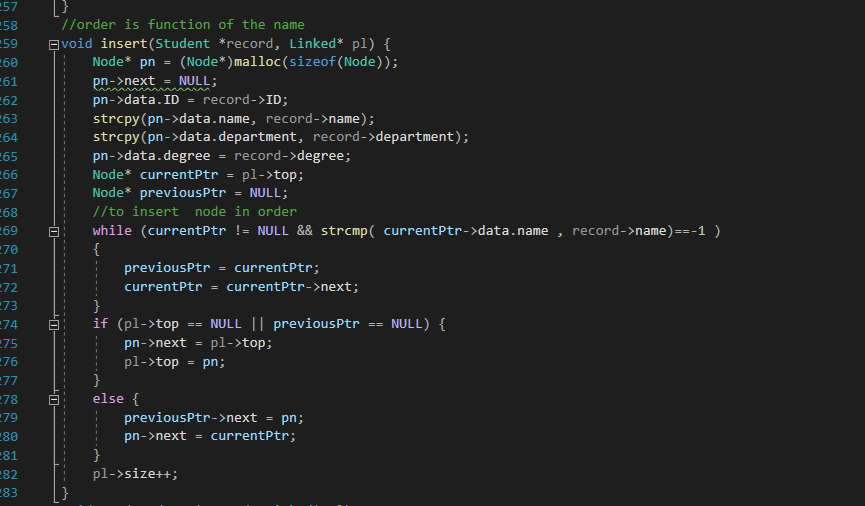 257 }
258 //order is function of the name
259 void insert(Student *record, Linked* pl) {
260 Node* pn = (Node*)malloc(sizeof(Node));
261 pn->next = NULL;
262 pn->data.ID = record->ID;
263 strcpy(pn->data.name, record->name);
264 strcpy(pn->data.department, record->department);
265 pn->data.degree = record->degree;
266 Node* currentPtr = pl->top;
267 Node* previousPtr = NULL;
268 //to insert  node in order
269 while (currentPtr != NULL && strcmp( currentPtr->data.name , record->name)==-1 )
270 {
271 previousPtr = currentPtr;
272 currentPtr = currentPtr->next;
273 }
274 if (pl->top == NULL || previousPtr == NULL) {
275 pn->next = pl->top;
276 pl->top = pn;
277 }
278 else {
279 previousPtr->next = pn;
280 pn->next = currentPtr;
281 }
282 pl->size++;
283 }